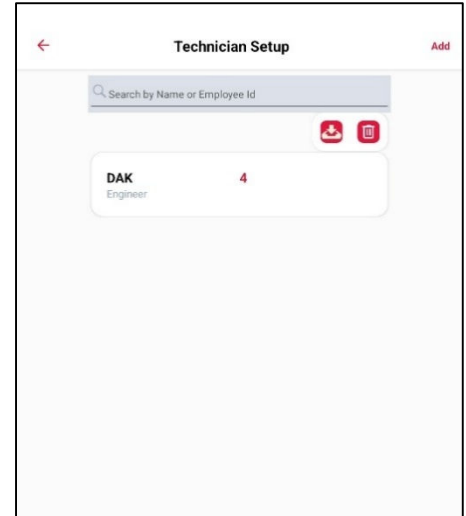 Technician Setup
Add
Search by Name or Employee Id
DAK
4
Engineer